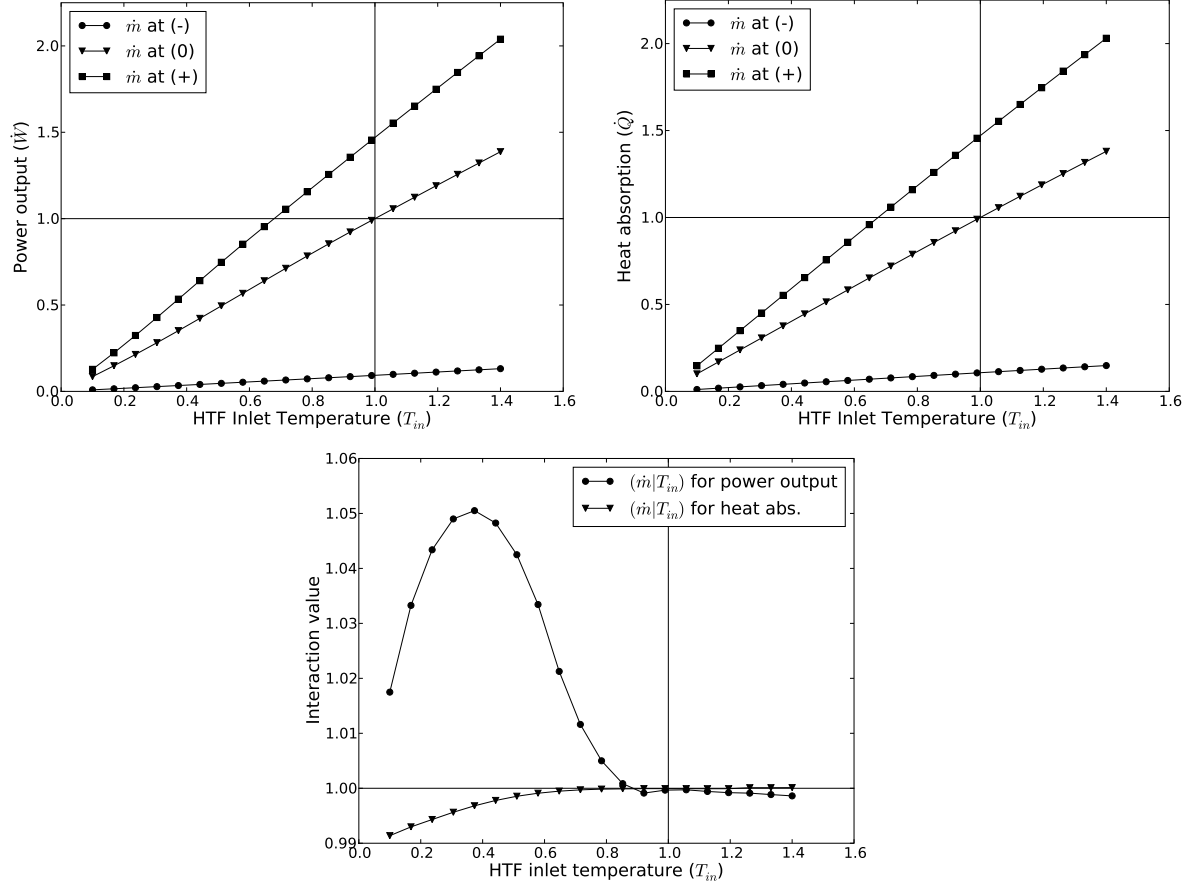 ṁ at (-)
ṁ at (0)
ṁ at (+)
Power output (Ẇ)
2.0
1.5
1.0
0.5
0.0
0.0 0.2 0.4 0.6 0.8 1.0 1.2 1.4 1.6
HTF Inlet Temperature (T_in)
ṁ at (-)
ṁ at (0)
ṁ at (+)
Heat absorption (Q̇)
2.0
1.5
1.0
0.5
0.0
0.0 0.2 0.4 0.6 0.8 1.0 1.2 1.4 1.6
HTF Inlet Temperature (T_in)
(ṁ|T_in) for power output
(ṁ|T_in) for heat abs.
Interaction value
1.06
1.05
1.04
1.03
1.02
1.01
1.00
0.99
0.0 0.2 0.4 0.6 0.8 1.0 1.2 1.4 1.6
HTF inlet temperature (T_in)